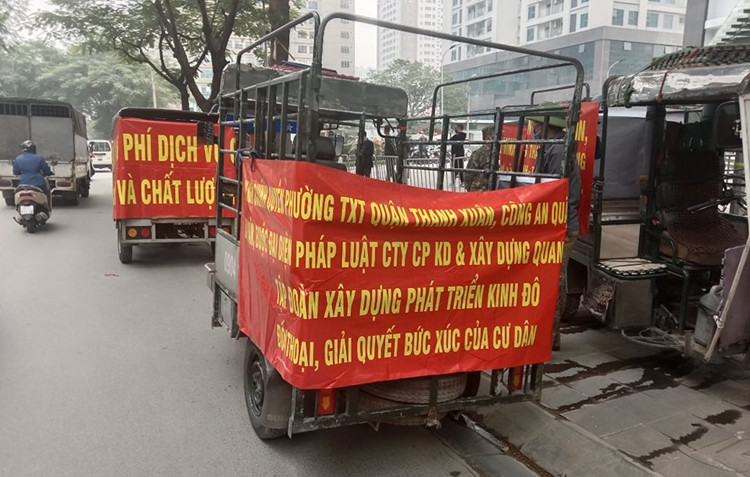 PHÍ DỊCH V
VÀ CHẤT LƯỢ
PHƯỜNG TXT QUẬN THANH XUÂN, CÔNG AN QU
PHÁP LUẬT CTY CP KD & XÂY DỰNG QUAN
ĐOÀN XÂY DỰNG PHÁT TRIỂN KINH ĐÔ
THOẠI, GIẢI QUYẾT BỨC XÚC CỦA CƯ DÂN